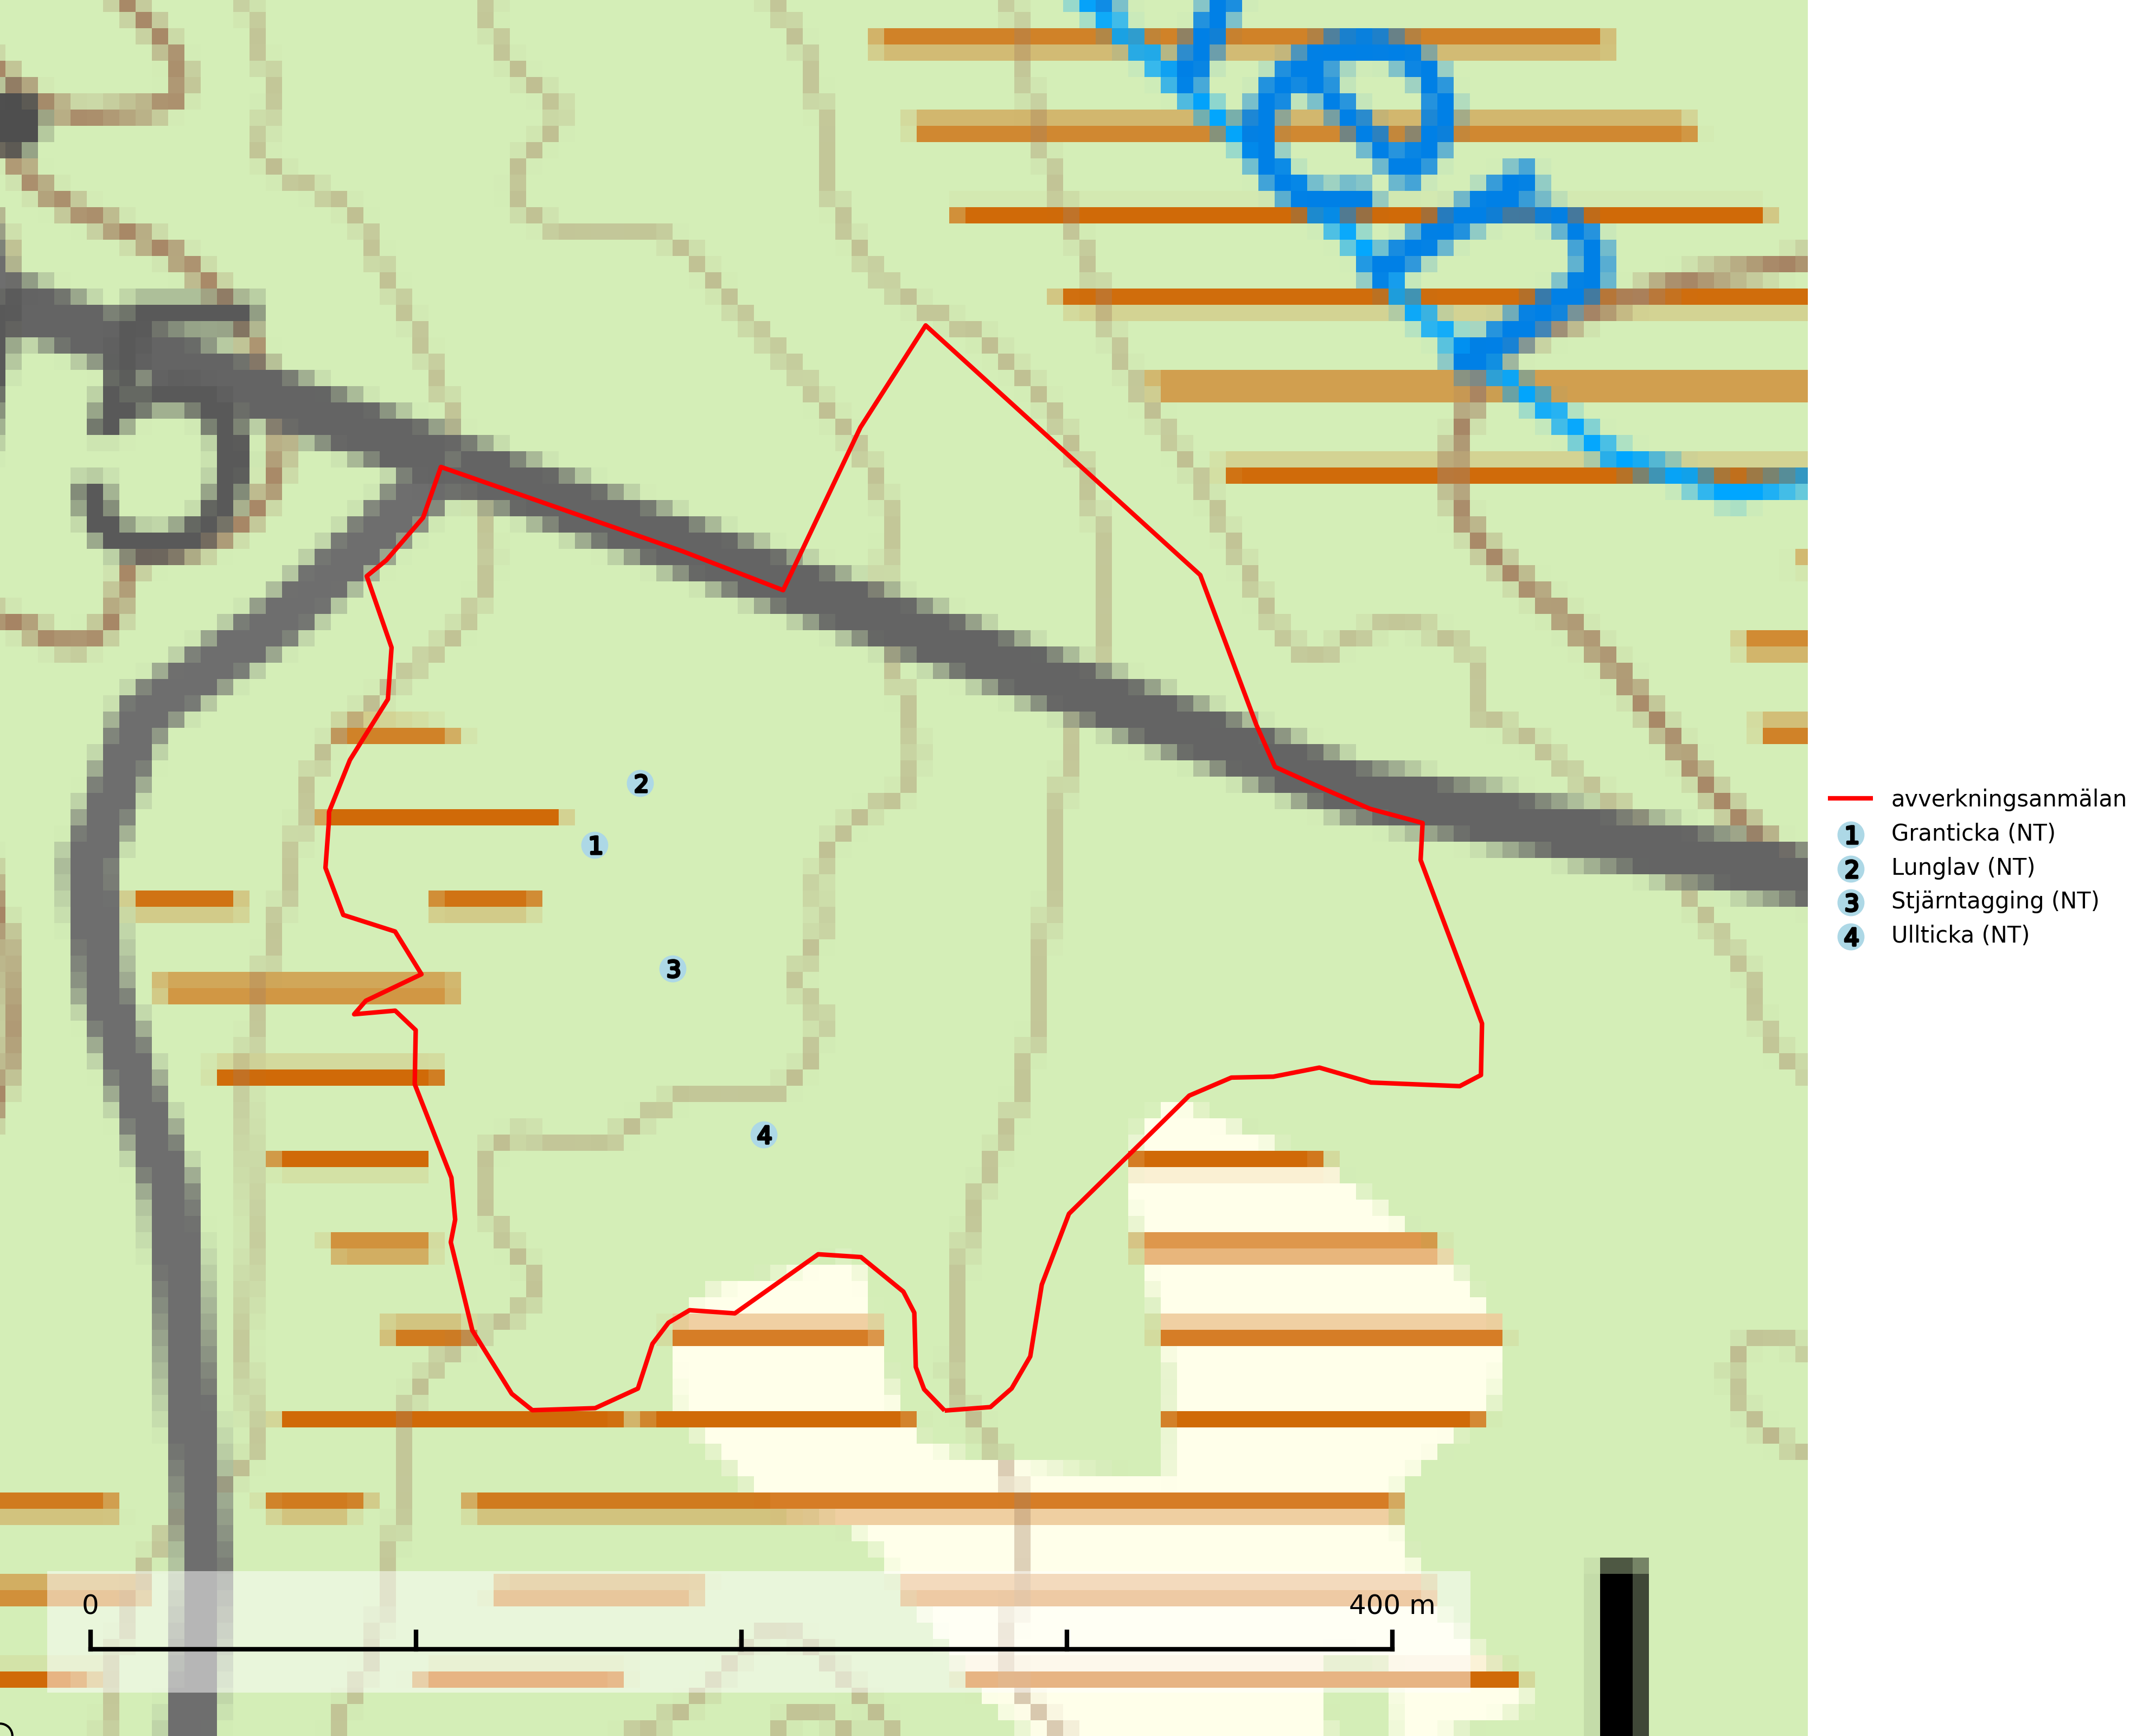 2
1
3
4
avverkningsanmälan
1 Granticka (NT)
2 Lunglav (NT)
3 Stjärntagging (NT)
4 Ullticka (NT)
0 400 m